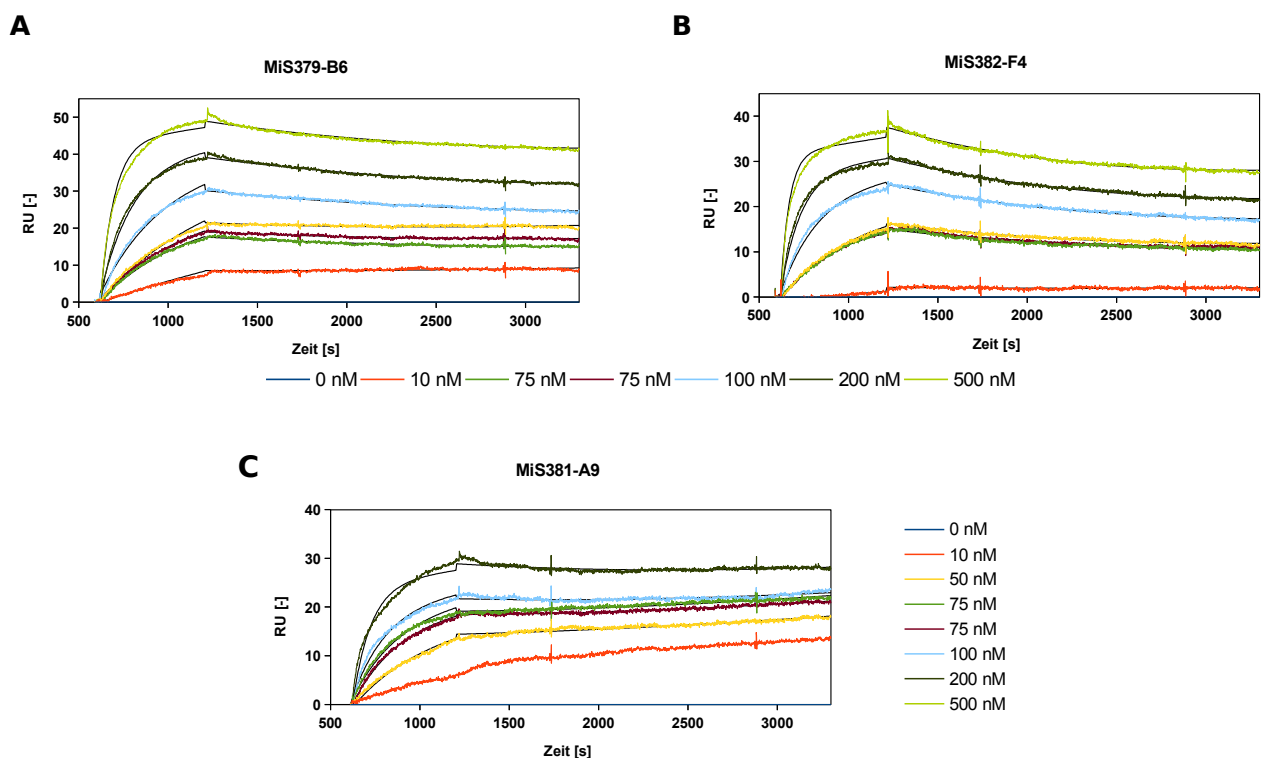 A
B
MiS379-B6
MiS382-F4
RU [-]
50
40
30
20
10
0
500 1000 1500 2000 2500 3000
Zeit [s]
RU [-]
40
30
20
10
0
500 1000 1500 2000 2500 3000
Zeit [s]
0 nM 10 nM 75 nM 75 nM 100 nM 200 nM 500 nM
C
MiS381-A9
RU [-]
40
30
20
10
0
500 1000 1500 2000 2500 3000
Zeit [s]
0 nM
10 nM
50 nM
75 nM
75 nM
100 nM
200 nM
500 nM